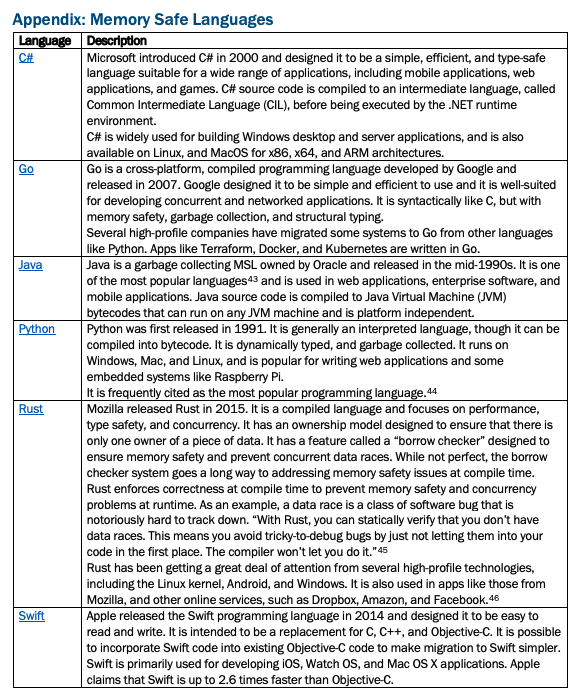 Appendix: Memory Safe Languages
Language Description
C# Microsoft introduced C# in 2000 and designed it to be a simple, efficient, and type-safe
language suitable for a wide range of applications, including mobile applications, web
applications, and games. C# source code is compiled to an intermediate language, called
Common Intermediate Language (CIL), before being executed by the .NET runtime
environment.
C# is widely used for building Windows desktop and server applications, and is also
available on Linux, and MacOS for x86, x64, and ARM architectures.
Go Go is a cross-platform, compiled programming language developed by Google and
released in 2007. Google designed it to be simple and efficient to use and it is well-suited
for developing concurrent and networked applications. It is syntactically like C, but with
memory safety, garbage collection, and structural typing.
Several high-profile companies have migrated some systems to Go from other languages
like Python. Apps like Terraform, Docker, and Kubernetes are written in Go.
Java Java is a garbage collecting MSL owned by Oracle and released in the mid-1990s. It is one
of the most popular languages43 and is used in web applications, enterprise software, and
mobile applications. Java source code is compiled to Java Virtual Machine (JVM)
bytecodes that can run on any JVM machine and is platform independent.
Python Python was first released in 1991. It is generally an interpreted language, though it can be
compiled into bytecode. It is dynamically typed, and garbage collected. It runs on
Windows, Mac, and Linux, and is popular for writing web applications and some
embedded systems like Raspberry Pi.
It is frequently cited as the most popular programming language.44
Rust Mozilla released Rust in 2015. It is a compiled language and focuses on performance,
type safety, and concurrency. It has an ownership model designed to ensure that there is
only one owner of a piece of data. It has a feature called a “borrow checker” designed to
ensure memory safety and prevent concurrent data races. While not perfect, the borrow
checker system goes a long way to addressing memory safety issues at compile time.
Rust enforces correctness at compile time to prevent memory safety and concurrency
problems at runtime. As an example, a data race is a class of software bug that is
notoriously hard to track down. “With Rust, you can statically verify that you don’t have
data races. This means you avoid tricky-to-debug bugs by just not letting them into your
code in the first place. The compiler won’t let you do it.”45
Rust has been getting a great deal of attention from several high-profile technologies,
including the Linux kernel, Android, and Windows. It is also used in apps like those from
Mozilla, and other online services, such as Dropbox, Amazon, and Facebook.46
Swift Apple released the Swift programming language in 2014 and designed it to be easy to
read and write. It is intended to be a replacement for C, C++, and Objective-C. It is possible
to incorporate Swift code into existing Objective-C code to make migration to Swift simpler.
Swift is primarily used for developing iOS, Watch OS, and Mac OS X applications. Apple
claims that Swift is up to 2.6 times faster than Objective-C.